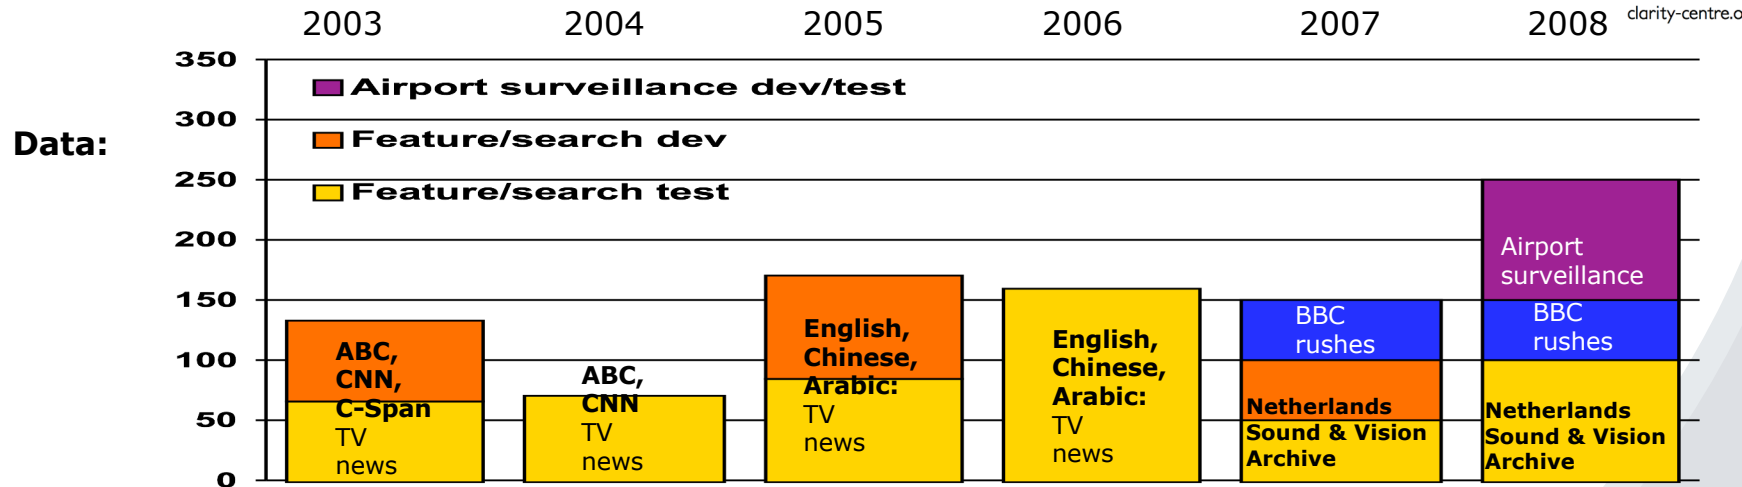 2003 2004 2005 2006 2007 2008
clarity-centre.o
Data:
350
300
250
200
150
100
50
0
Airport surveillance dev/test
Feature/search dev
Feature/search test
ABC,
CNN,
C-Span
TV
news
ABC,
CNN
TV
news
English,
Chinese,
Arabic:
TV
news
English,
Chinese,
Arabic:
TV
news
BBC
rushes
Netherlands
Sound & Vision
Archive
Airport
surveillance
BBC
rushes
Netherlands
Sound & Vision
Archive